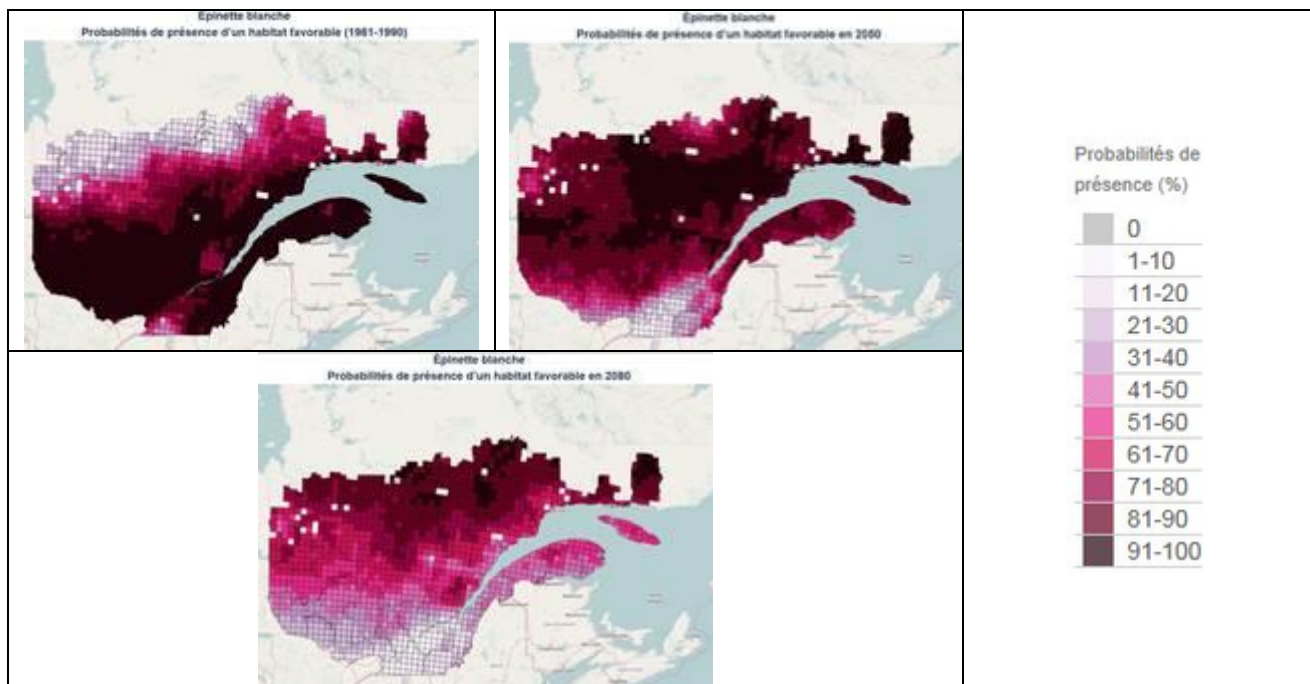 Épinette blanche
Probabilités de présence d'un habitat favorable (1961-1990)
Épinette blanche
Probabilités de présence d'un habitat favorable en 2050
Probabilités de
présence (%)
0
1-10
11-20
21-30
31-40
41-50
51-60
61-70
71-80
81-90
91-100
Épinette blanche
Probabilités de présence d'un habitat favorable en 2080